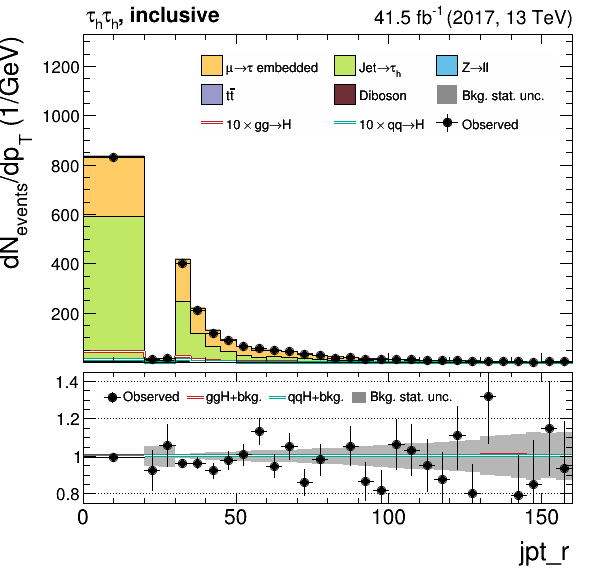 τhτh, inclusive
41.5 fb-1 (2017, 13 TeV)
dNevents/dpT (1/GeV)
1200
1000
800
600
400
200
μ→τ embedded
Jet→τh
Z→ll
tt̄
Diboson
Bkg. stat. unc.
10 × gg→H
10 × qq→H
Observed
1.4
1.2
1
0.8
Observed
ggH+bkg.
qqH+bkg.
Bkg. stat. unc.
0
50
100
150
jpt_r